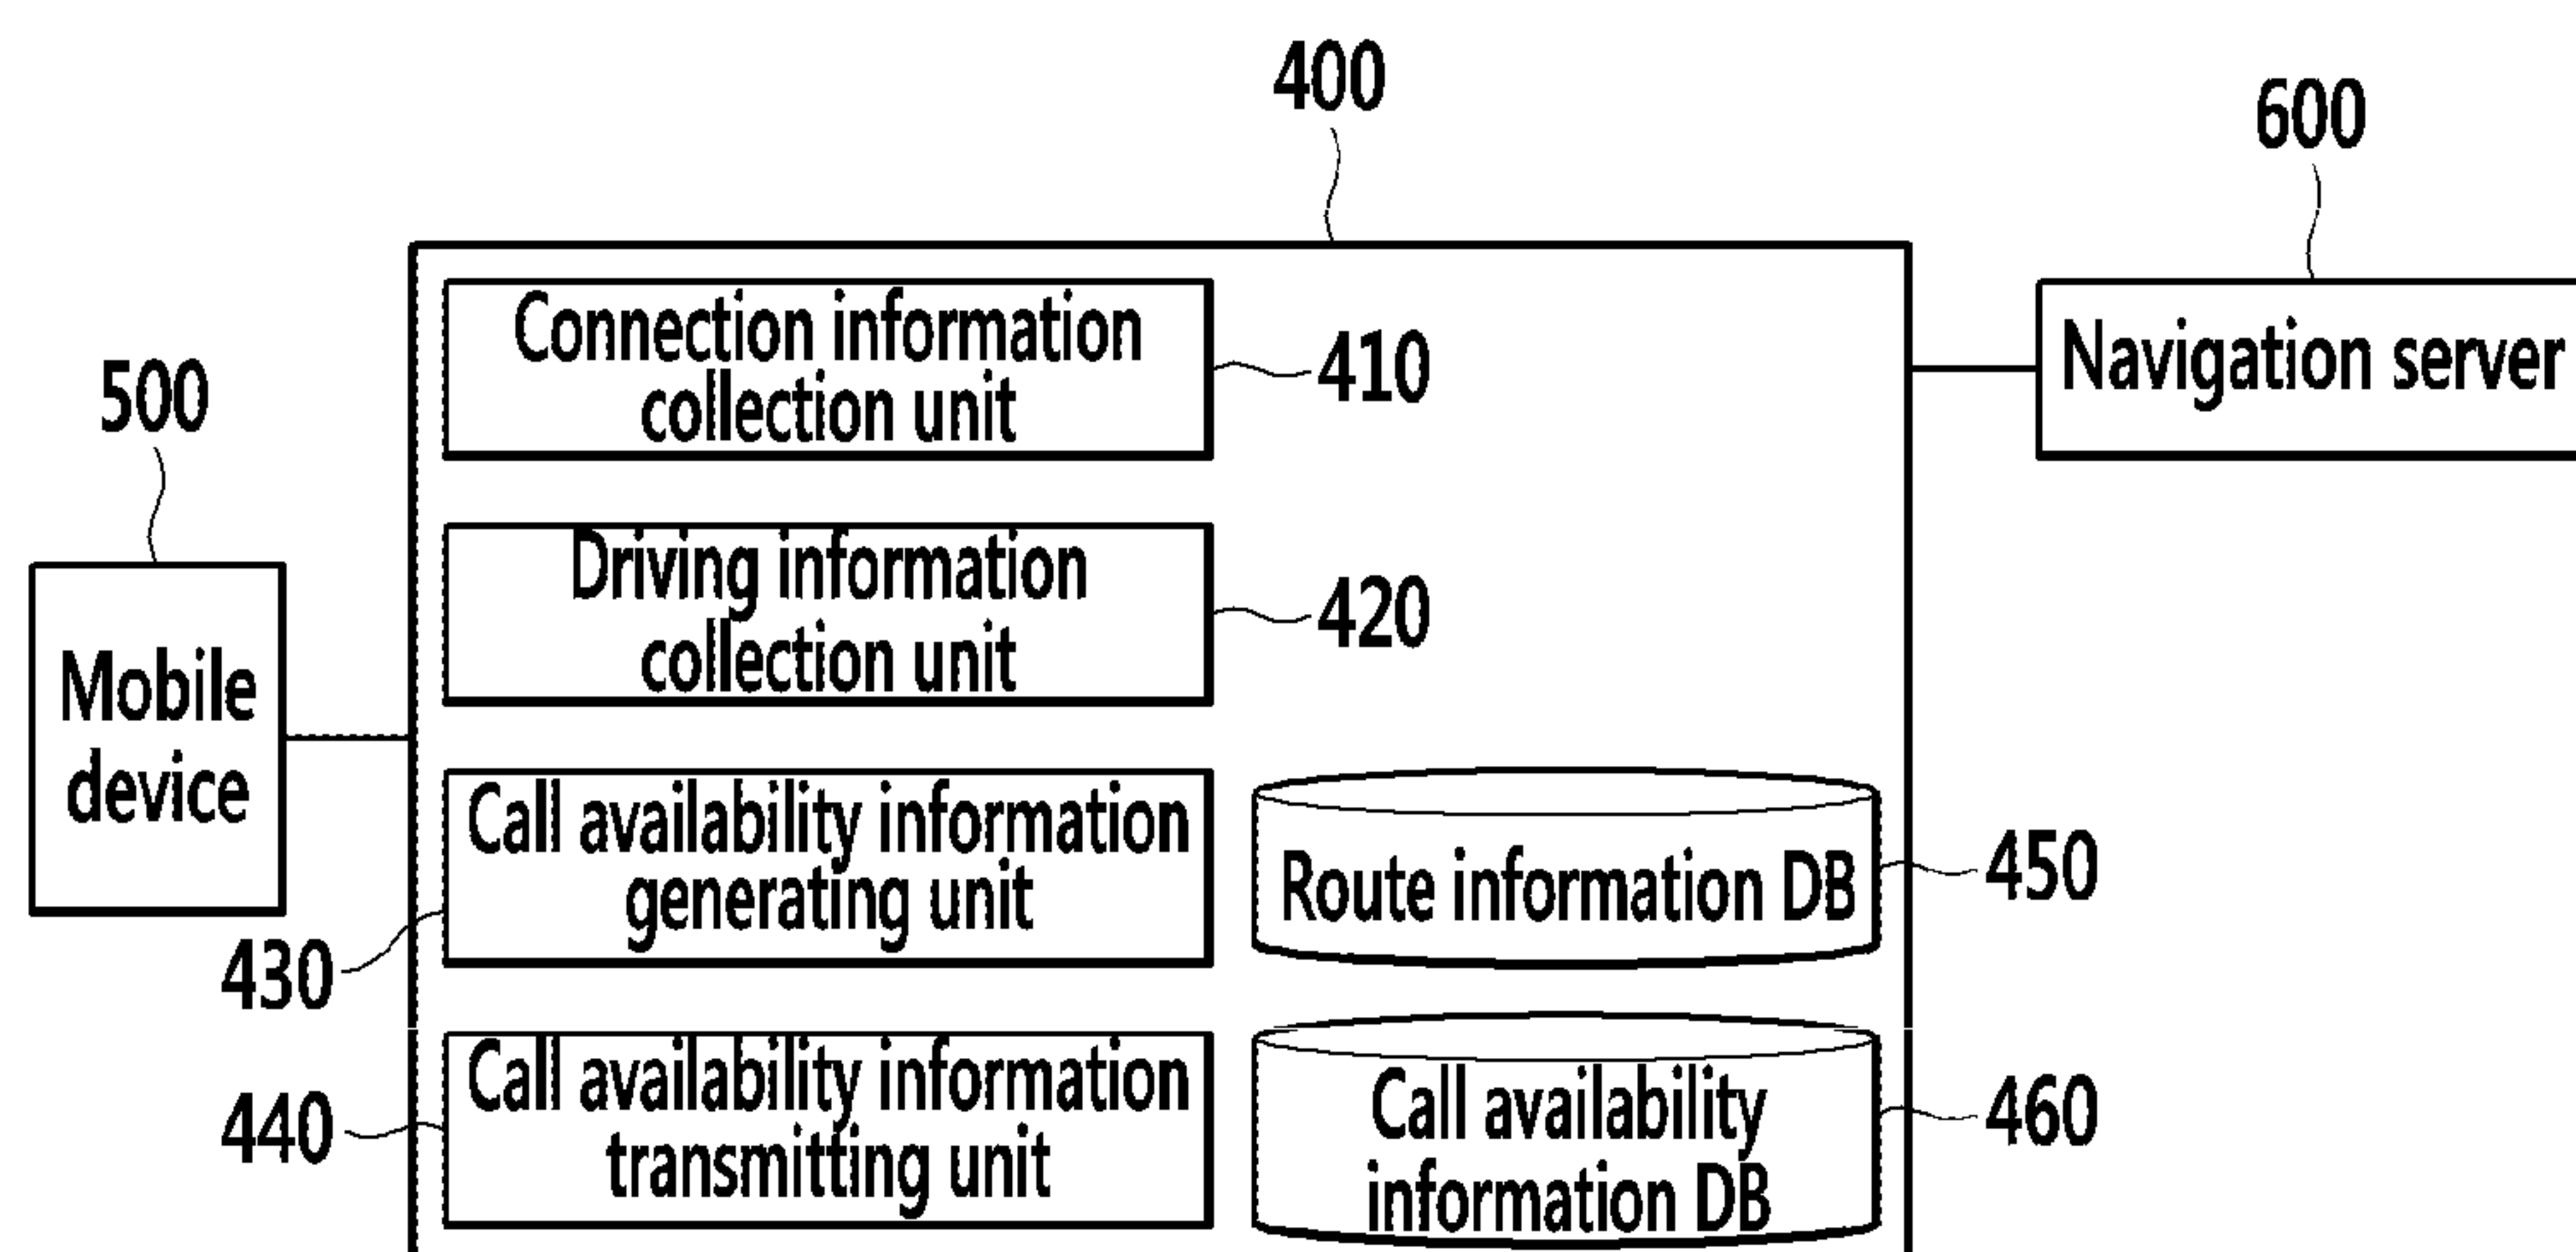 400
600
500
Connection information
collection unit
410
Navigation server
Driving information
collection unit
420
Mobile
device
Call availability information
generating unit
430
Route information DB
450
Call availability information
transmitting unit
440
Call availability
information DB
460